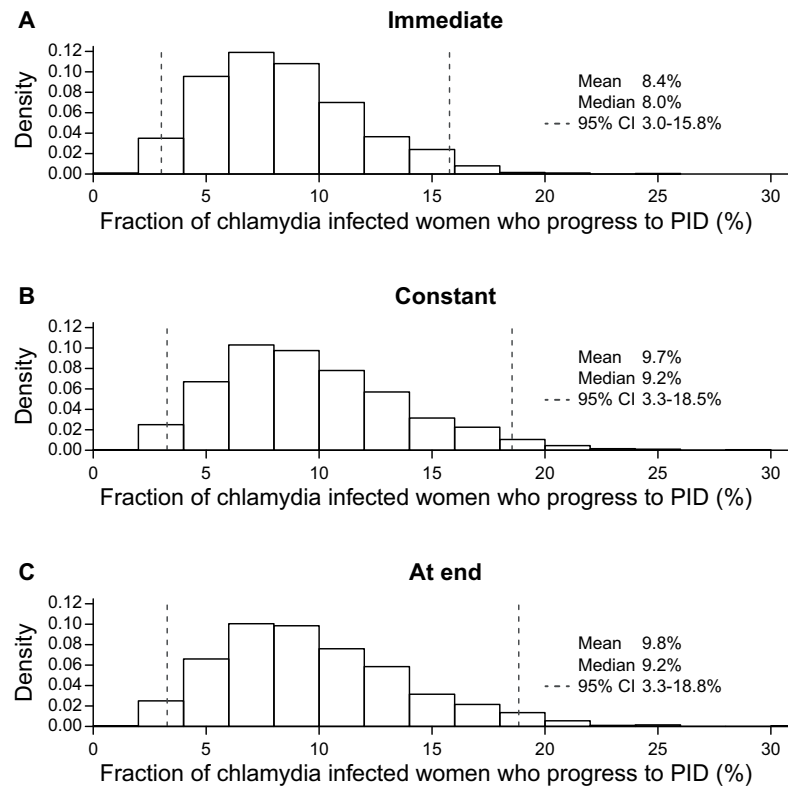 A
Immediate
Density
0.12
0.10
0.08
0.06
0.04
0.02
0.00
Mean 8.4%
Median 8.0%
95% CI 3.0-15.8%
0 5 10 15 20 25 30
Fraction of chlamydia infected women who progress to PID (%)
B
Constant
Density
0.12
0.10
0.08
0.06
0.04
0.02
0.00
Mean 9.7%
Median 9.2%
95% CI 3.3-18.5%
0 5 10 15 20 25 30
Fraction of chlamydia infected women who progress to PID (%)
C
At end
Density
0.12
0.10
0.08
0.06
0.04
0.02
0.00
Mean 9.8%
Median 9.2%
95% CI 3.3-18.8%
0 5 10 15 20 25 30
Fraction of chlamydia infected women who progress to PID (%)